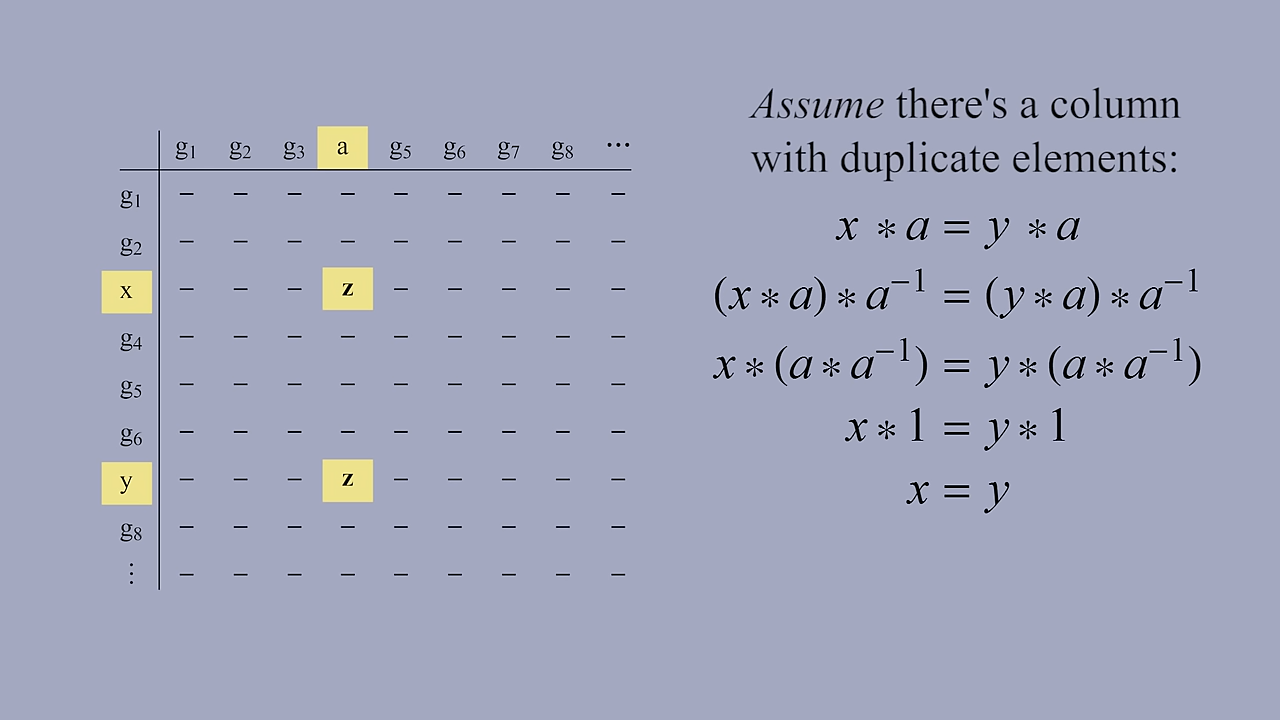 g₁ g₂ g₃ a g₅ g₆ g₇ g₈ ⋯
g₁ – – – – – – – – –
g₂ – – – – – – – – –
x – – – z – – – – –
g₄ – – – – – – – – –
g₅ – – – – – – – – –
g₆ – – – – – – – – –
y – – – z – – – – –
g₈ – – – – – – – – –
⋮ – – – – – – – – –
Assume there's a column
with duplicate elements:
x ∗ a = y ∗ a
(x ∗ a) ∗ a⁻¹ = (y ∗ a) ∗ a⁻¹
x ∗ (a ∗ a⁻¹) = y ∗ (a ∗ a⁻¹)
x ∗ 1 = y ∗ 1
x = y